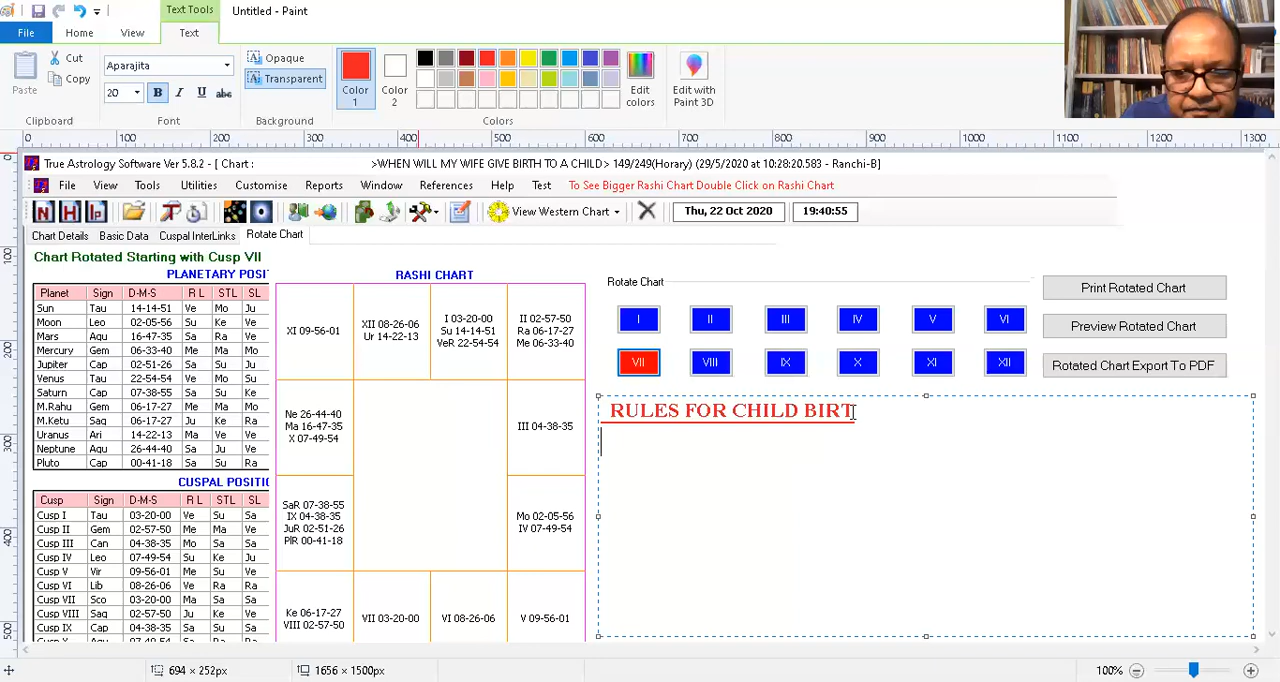 Text Tools
Untitled - Paint
File Home View Text
Paste
Cut
Copy
Clipboard
Aparajita
20 B I U abc
Font
Opaque
Transparent
Background
Color 1
Color 2
Edit colors
Edit with Paint 3D
Colors
0 100 200 300 400 500 600 700 800 900 1000 1100 1200 1300
True Astrology Software Ver 5.8.2 - [ Chart : >WHEN WILL MY WIFE GIVE BIRTH TO A CHILD> 149/249(Horary) (29/5/2020 at 10:28:20.583 - Ranchi-B]
File View Tools Utilities Customise Reports Window References Help Test To See Bigger Rashi Chart Double Click on Rashi Chart
N H Ip View Western Chart Thu, 22 Oct 2020 19:40:55
Chart Details Basic Data Cuspal InterLinks Rotate Chart
Chart Rotated Starting with Cusp VII
PLANETARY POSI
Planet Sign D-M-S R L STL SL
Sun Tau 14-14-51 Ve Mo Ju
Moon Leo 02-05-56 Su Ke Ve
Mars Aqu 16-47-35 Sa Ra Ve
Mercury Gem 06-33-40 Me Ma Mo
Jupiter Cap 02-51-26 Sa Su Ju
Venus Tau 22-54-54 Ve Mo Su
Saturn Cap 07-38-55 Sa Su Ke
M.Rahu Gem 06-17-27 Me Ma Mo
M.Ketu Sag 06-17-27 Ju Ke Ra
Uranus Ari 14-22-13 Ma Ve Ve
Neptune Aqu 26-44-40 Sa Ju Ve
Pluto Cap 00-41-18 Sa Su Ra
CUSPAL POSITIO
Cusp Sign D-M-S R L STL SL
Cusp I Tau 03-20-00 Ve Su Sa
Cusp II Gem 02-57-50 Me Ma Ve
Cusp III Can 04-38-35 Mo Sa Sa
Cusp IV Leo 07-49-54 Su Ke Ju
Cusp V Vir 09-56-01 Me Su Ve
Cusp VI Lib 08-26-06 Ve Ra Ra
Cusp VII Sco 03-20-00 Ma Sa Sa
Cusp VIII Sag 02-57-50 Ju Ke Ve
Cusp IX Cap 04-38-35 Sa Su Sa
RASHI CHART
XI 09-56-01
XII 08-26-06
Ur 14-22-13
I 03-20-00
Su 14-14-51
VeR 22-54-54
II 02-57-50
Ra 06-17-27
Me 06-33-40
Ne 26-44-40
Ma 16-47-35
X 07-49-54
III 04-38-35
SaR 07-38-55
IX 04-38-35
JuR 02-51-26
PlR 00-41-18
Mo 02-05-56
IV 07-49-54
Ke 06-17-27
VIII 02-57-50
VII 03-20-00
VI 08-26-06
V 09-56-01
Rotate Chart
I II III IV V VI
VII VIII IX X XI XII
Print Rotated Chart
Preview Rotated Chart
Rotated Chart Export To PDF
RULES FOR CHILD BIRT
694 × 252px
1656 × 1500px
100%